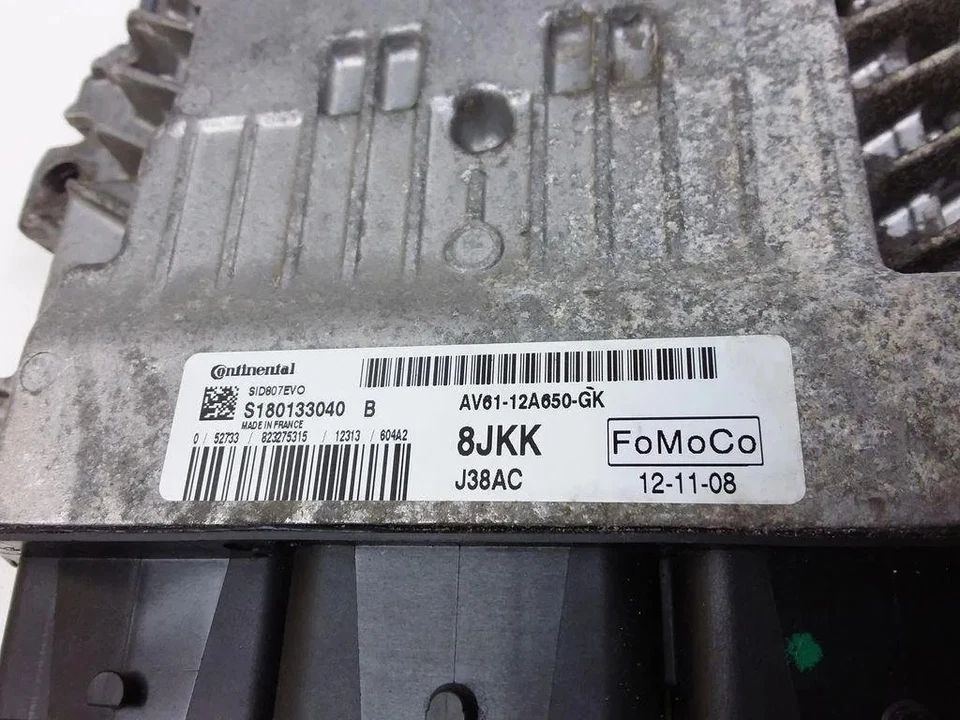 Continental
SID807EVO
S180133040 B
MADE IN FRANCE
0 / 52733 / 823275315 / 12313 / 604A2
AV61-12A650-GK
8JKK
FoMoCo
J38AC
12-11-08